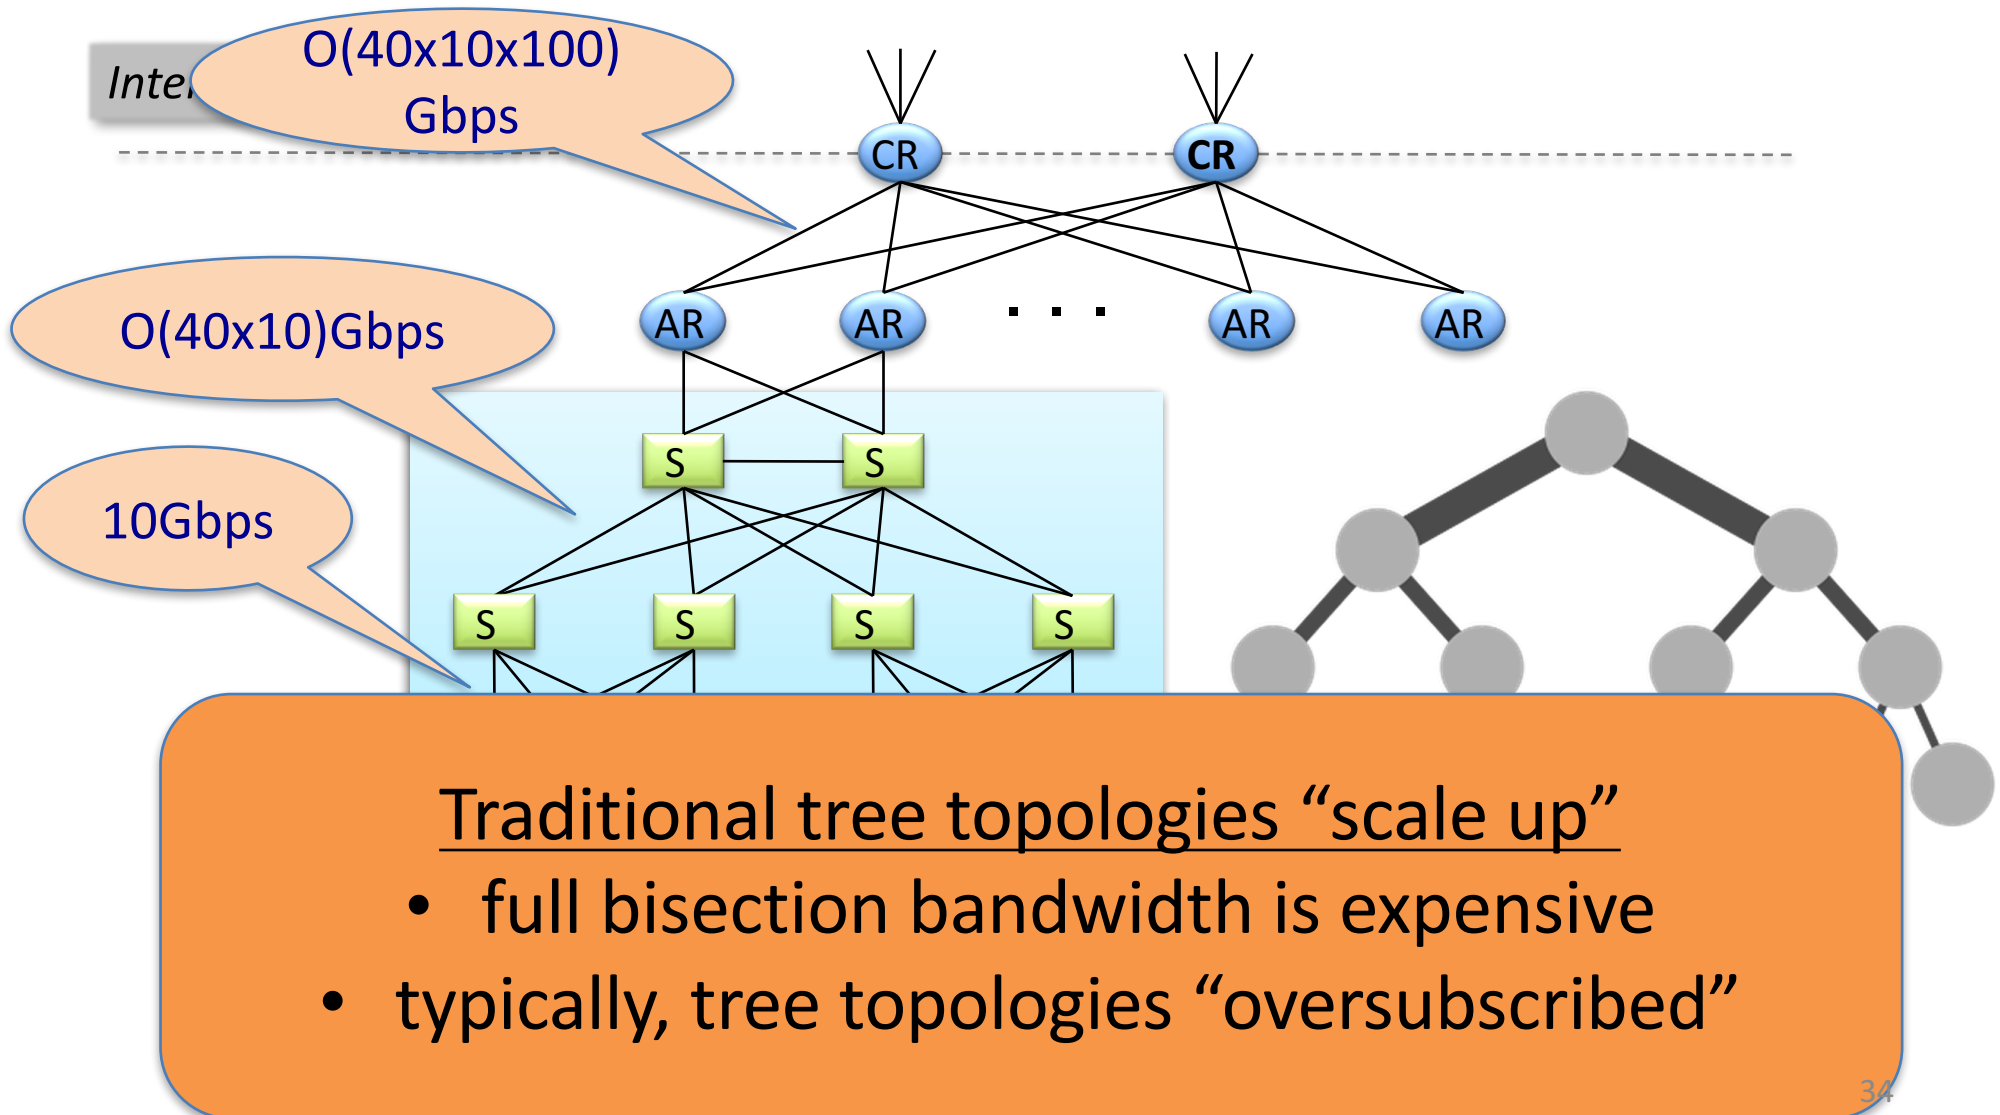 O(40x10x100)
Gbps
CR CR
O(40x10)Gbps
AR AR . . . AR AR
S S
10Gbps
S S S S
Traditional tree topologies “scale up”
• full bisection bandwidth is expensive
• typically, tree topologies “oversubscribed”
34